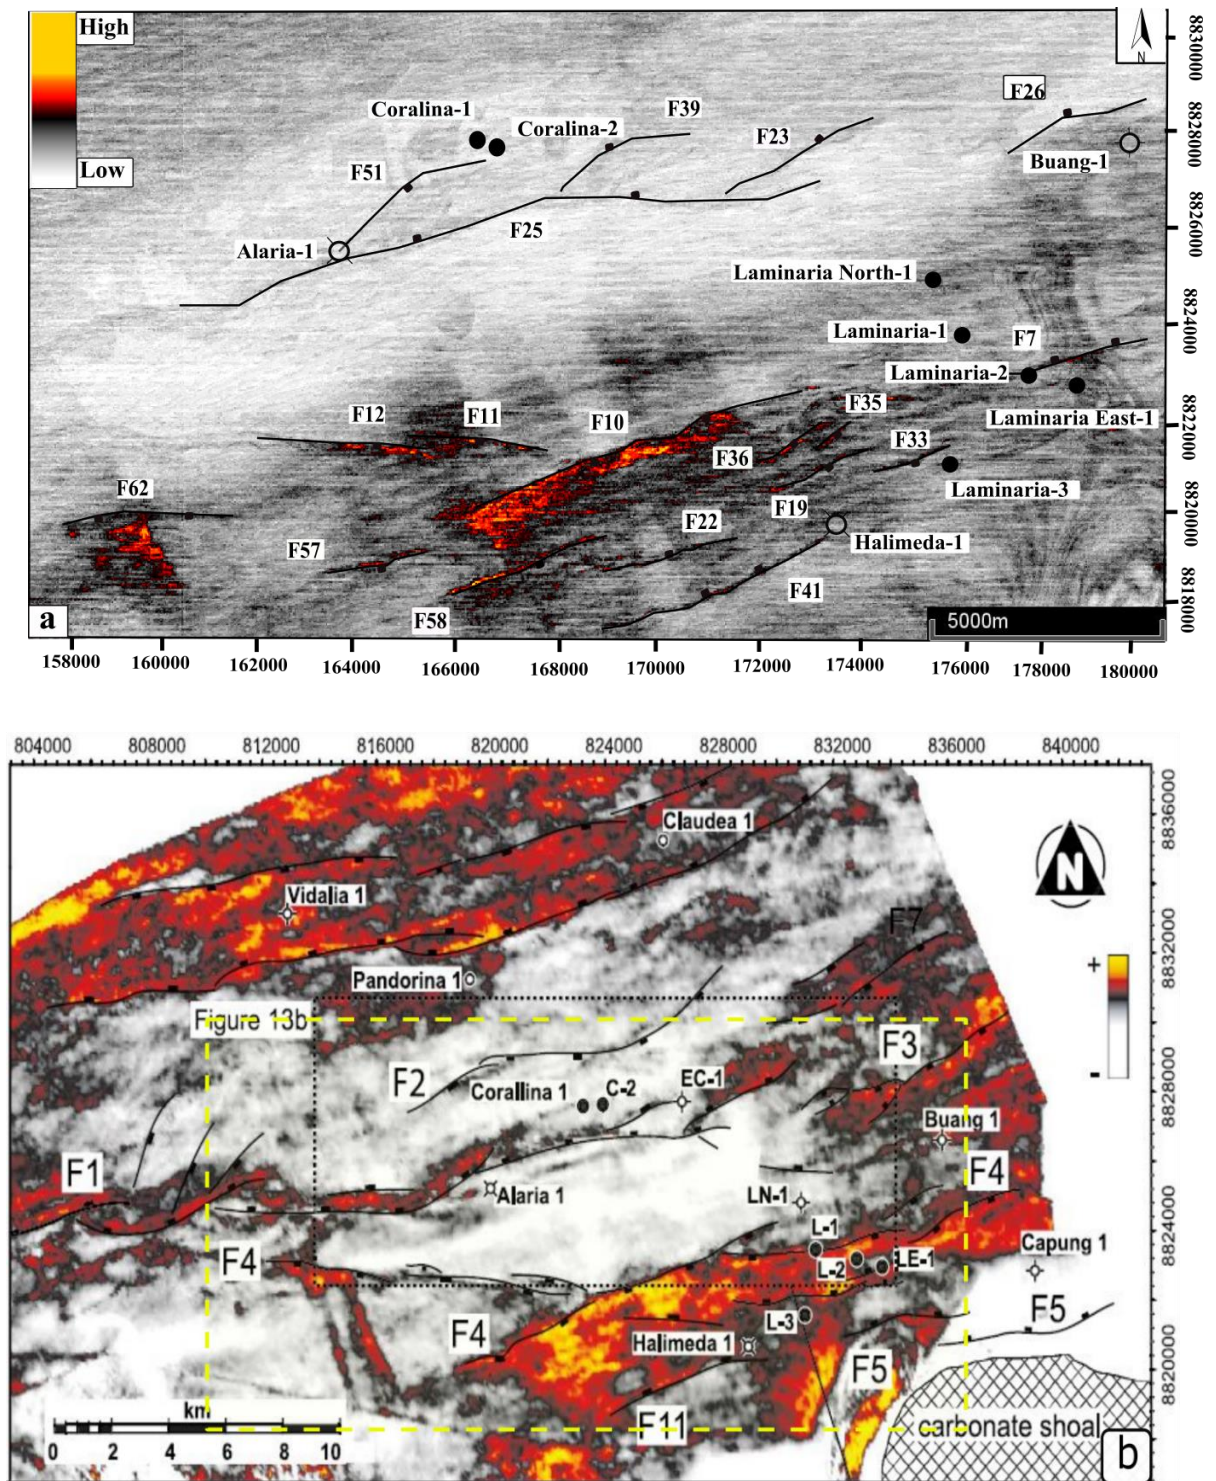 High
Low
N
8830000
8828000
8826000
8824000
8822000
8820000
8818000
Coralina-1
Coralina-2
F39
F23
F26
Buang-1
F51
F25
Alaria-1
Laminaria North-1
Laminaria-1
F7
Laminaria-2
Laminaria East-1
F12
F11
F10
F35
F36
F33
Laminaria-3
F62
F22
F19
Halimeda-1
F57
F58
F41
a
5000m
158000 160000 162000 164000 166000 168000 170000 172000 174000 176000 178000 180000
804000 808000 812000 816000 820000 824000 828000 832000 836000 840000
8836000
8832000
8828000
8824000
8820000
Claudea 1
N
Vidalia 1
F7
Pandorina 1
+
-
Figure 13b
F2
F3
Corallina 1
C-2
EC-1
Buang 1
F1
Alaria 1
LN-1
F4
L-1
F4
L-2
LE-1
Capung 1
F4
L-3
F5
Halimeda 1
F5
F11
km
0 2 4 6 8 10
carbonate shoal
b